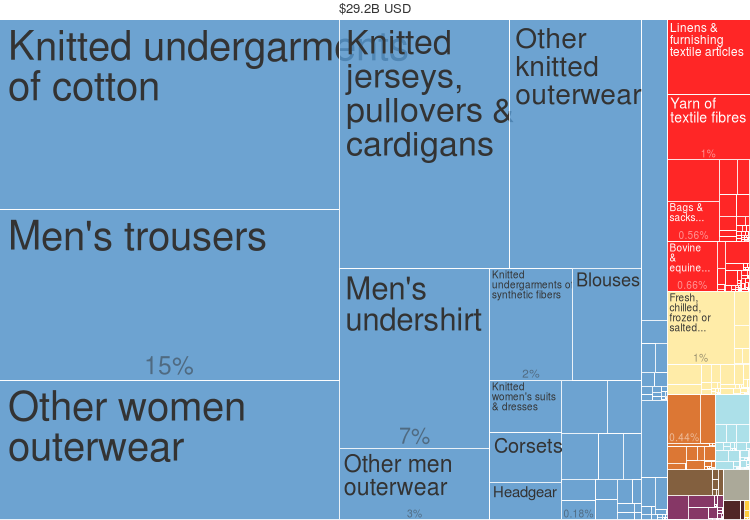 $29.2B USD
Knitted undergarments
of cotton
Men's trousers
15%
Other women
outerwear
Knitted
jerseys,
pullovers &
cardigans
Other
knitted
outerwear
Men's
undershirt
7%
Other men
outerwear
3%
Knitted
undergarments of
synthetic fibers
2%
Blouses
Knitted
women's suits
& dresses
Corsets
Headgear
0.18%
Linens &
furnishing
textile articles
Yarn of
textile fibres
1%
Bags &
sacks...
0.56%
Bovine
&
equine...
0.66%
Fresh,
chilled,
frozen or
salted...
1%
0.44%